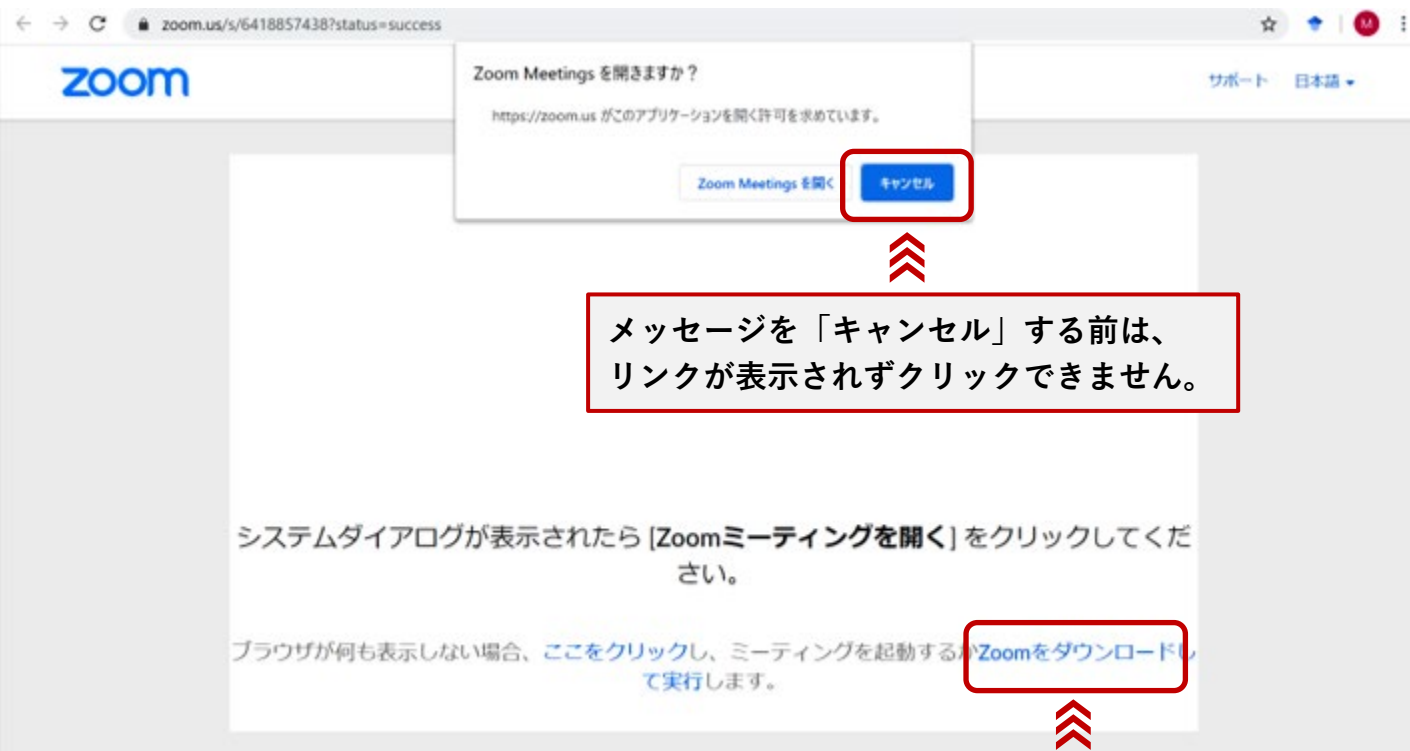 zoom.us/s/6418857438?status=success
M
zoom
サポート 日本語
Zoom Meetings を開きますか？
https://zoom.us がこのアプリケーションを開く許可を求めています。
Zoom Meetings を開く キャンセル
メッセージを「キャンセル」する前は、
リンクが表示されずクリックできません。
システムダイアログが表示されたら [Zoomミーティングを開く] をクリックしてくだ
さい。
ブラウザが何も表示しない場合、ここをクリックし、ミーティングを起動するかZoomをダウンロードし
て実行します。